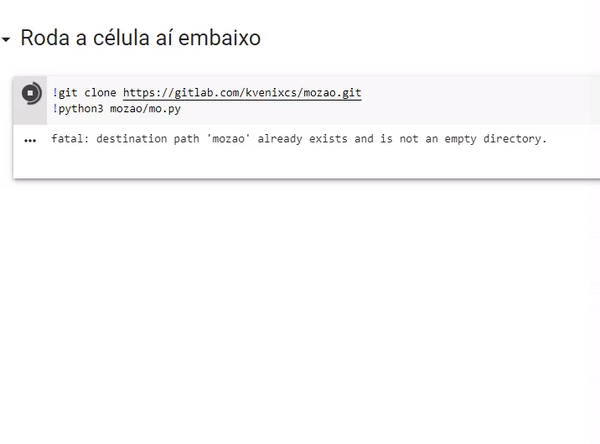 Roda a célula aí embaixo
!git clone https://gitlab.com/kvenixcs/mozao.git
!python3 mozao/mo.py
fatal: destination path 'mozao' already exists and is not an empty directory.